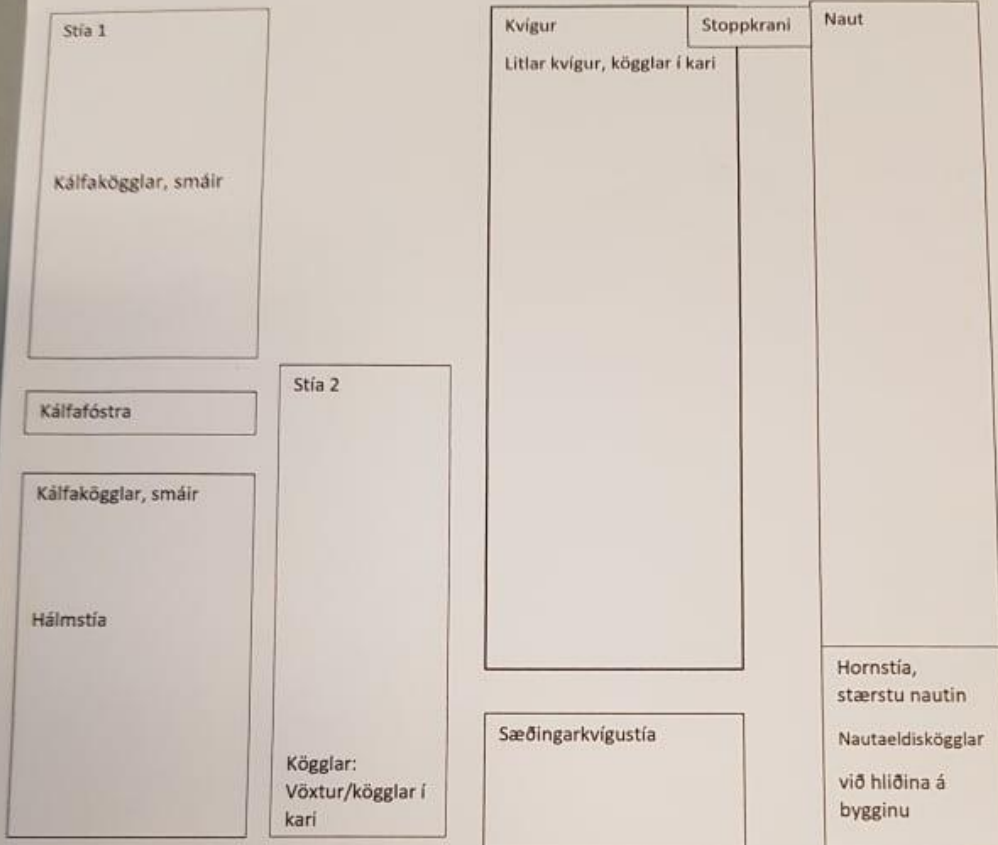 Stía 1
Kálfakögglar, smáir
Kálfafóstra
Kálfakögglar, smáir
Hálmstía
Stía 2
Kögglar:
Vöxtur/kögglar í
kari
Kvígur
Litlar kvígur, kögglar í kari
Stoppkrani
Sæðingarkvígustía
Naut
Hornstía,
stærstu nautin
Nautaeldiskögglar
við hliðina á
bygginu